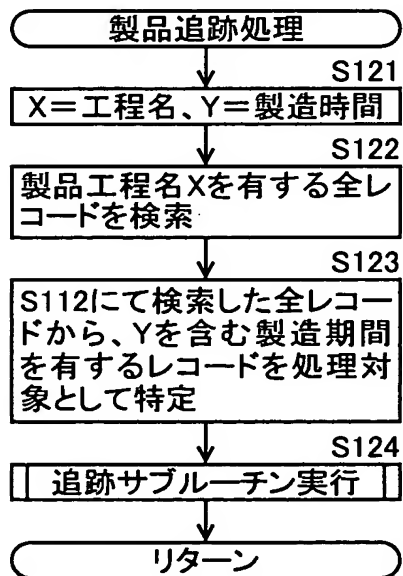 製品追跡処理
S121
X=工程名、Y=製造時間
S122
製品工程名Xを有する全レ
コードを検索
S123
S112にて検索した全レコー
ドから、Yを含む製造期間
を有するレコードを処理対
象として特定
S124
追跡サブルーチン実行
リターン